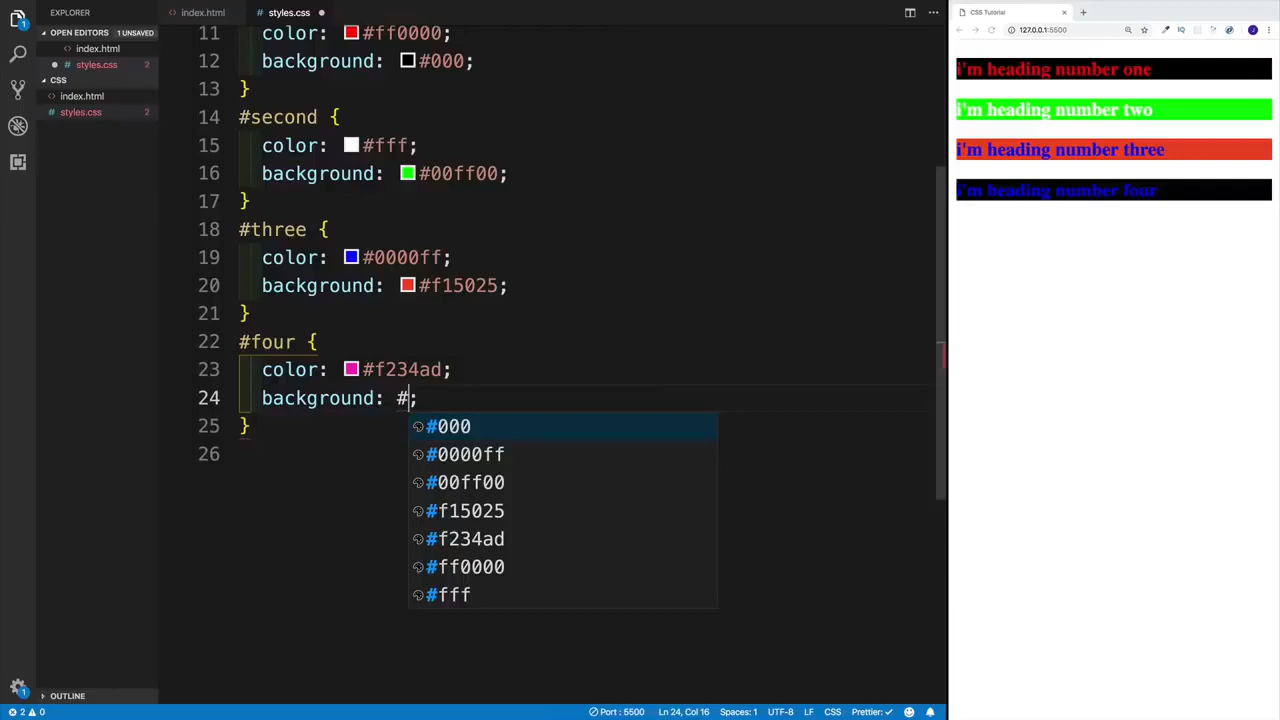 EXPLORER
OPEN EDITORS 1 UNSAVED
index.html
styles.css 2
CSS
index.html
styles.css 2
OUTLINE
index.html
styles.css
11 color: #ff0000;
12 background: #000;
13 }
14 #second {
15 color: #fff;
16 background: #00ff00;
17 }
18 #three {
19 color: #0000ff;
20 background: #f15025;
21 }
22 #four {
23 color: #f234ad;
24 background: #;
25 }
26
#000
#0000ff
#00ff00
#f15025
#f234ad
#ff0000
#fff
CSS Tutorial
127.0.0.1:5500
i'm heading number one
i'm heading number two
i'm heading number three
i'm heading number four
1
1
2 0
Port : 5500
Ln 24, Col 16
Spaces: 1
UTF-8
LF
CSS
Prettier: ✓